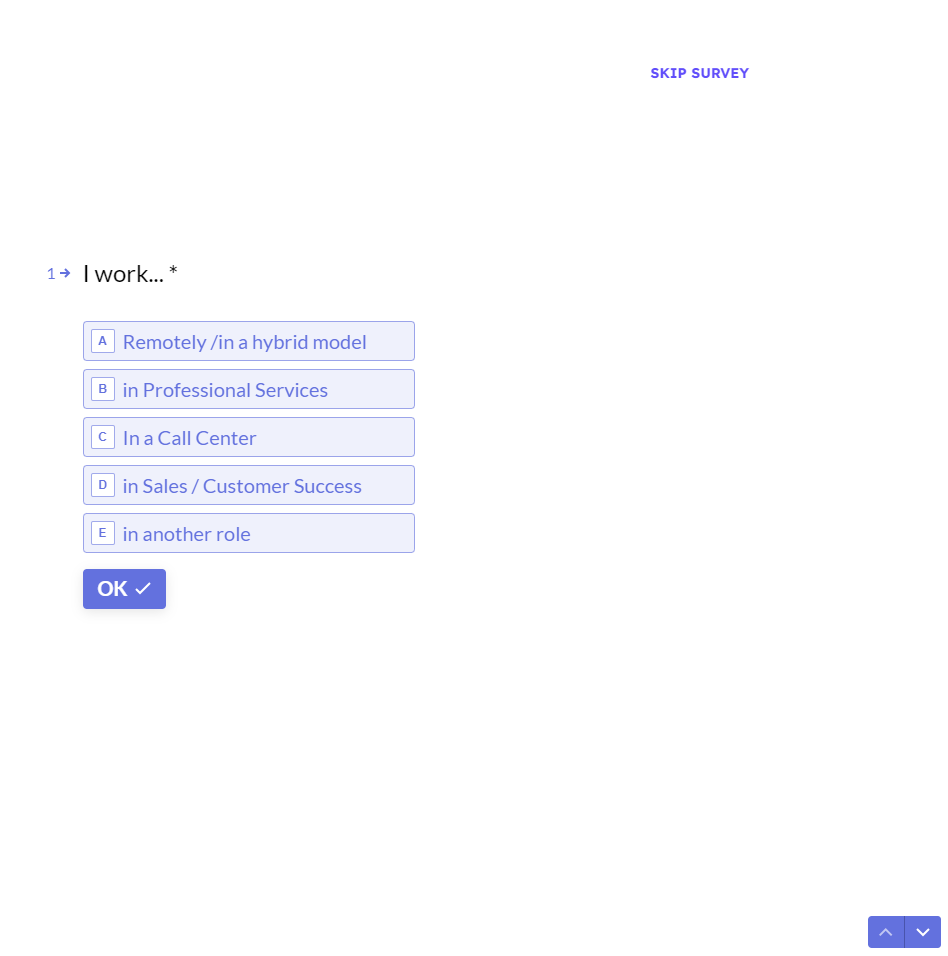 SKIP SURVEY
1 → I work... *
A Remotely /in a hybrid model
B in Professional Services
C In a Call Center
D in Sales / Customer Success
E in another role
OK ✓